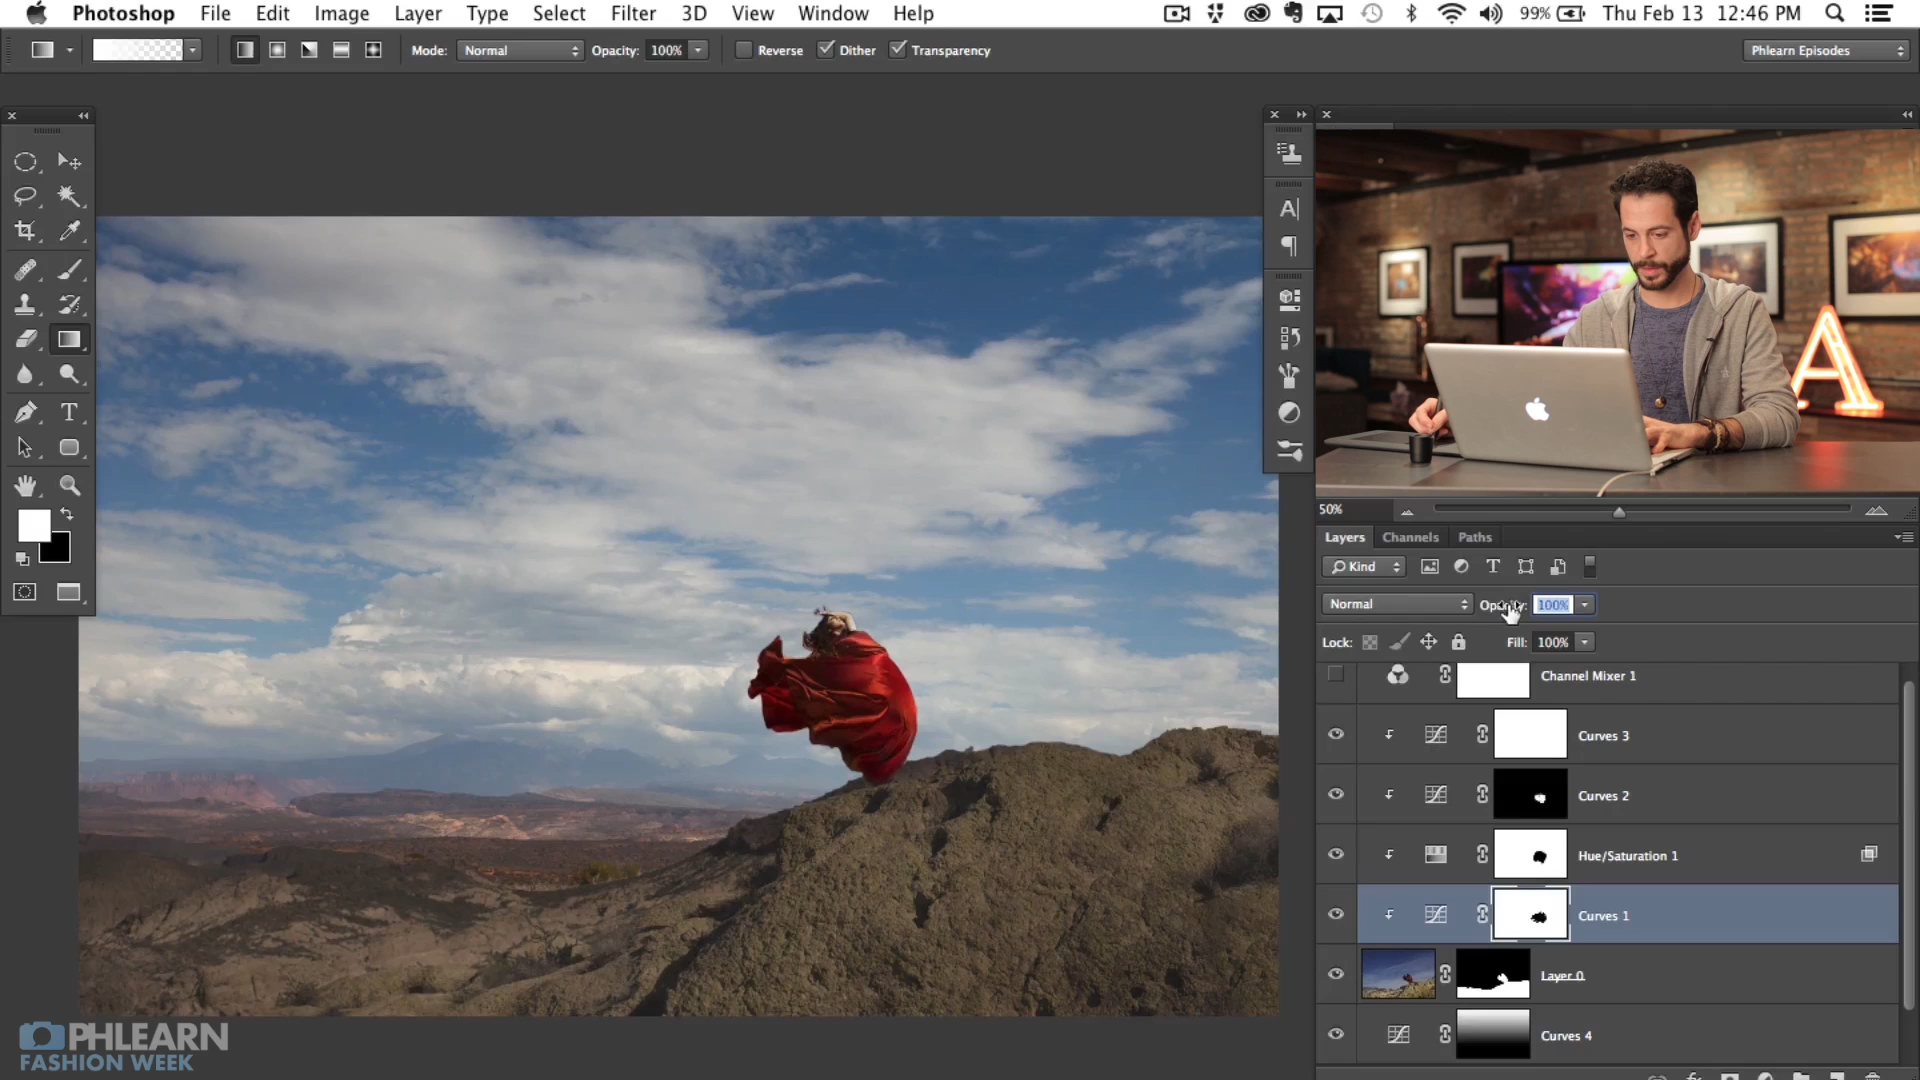 Photoshop File Edit Image Layer Type Select Filter 3D View Window Help 99% Thu Feb 13 12:46 PM
Mode: Normal Opacity: 100% Reverse Dither Transparency Phlearn Episodes
A
50%
Layers Channels Paths
Kind
Normal Opacity: 100%
Lock: Fill: 100%
Channel Mixer 1
Curves 3
Curves 2
Hue/Saturation 1
Curves 1
Layer 0
Curves 4
PHLEARN
FASHION WEEK